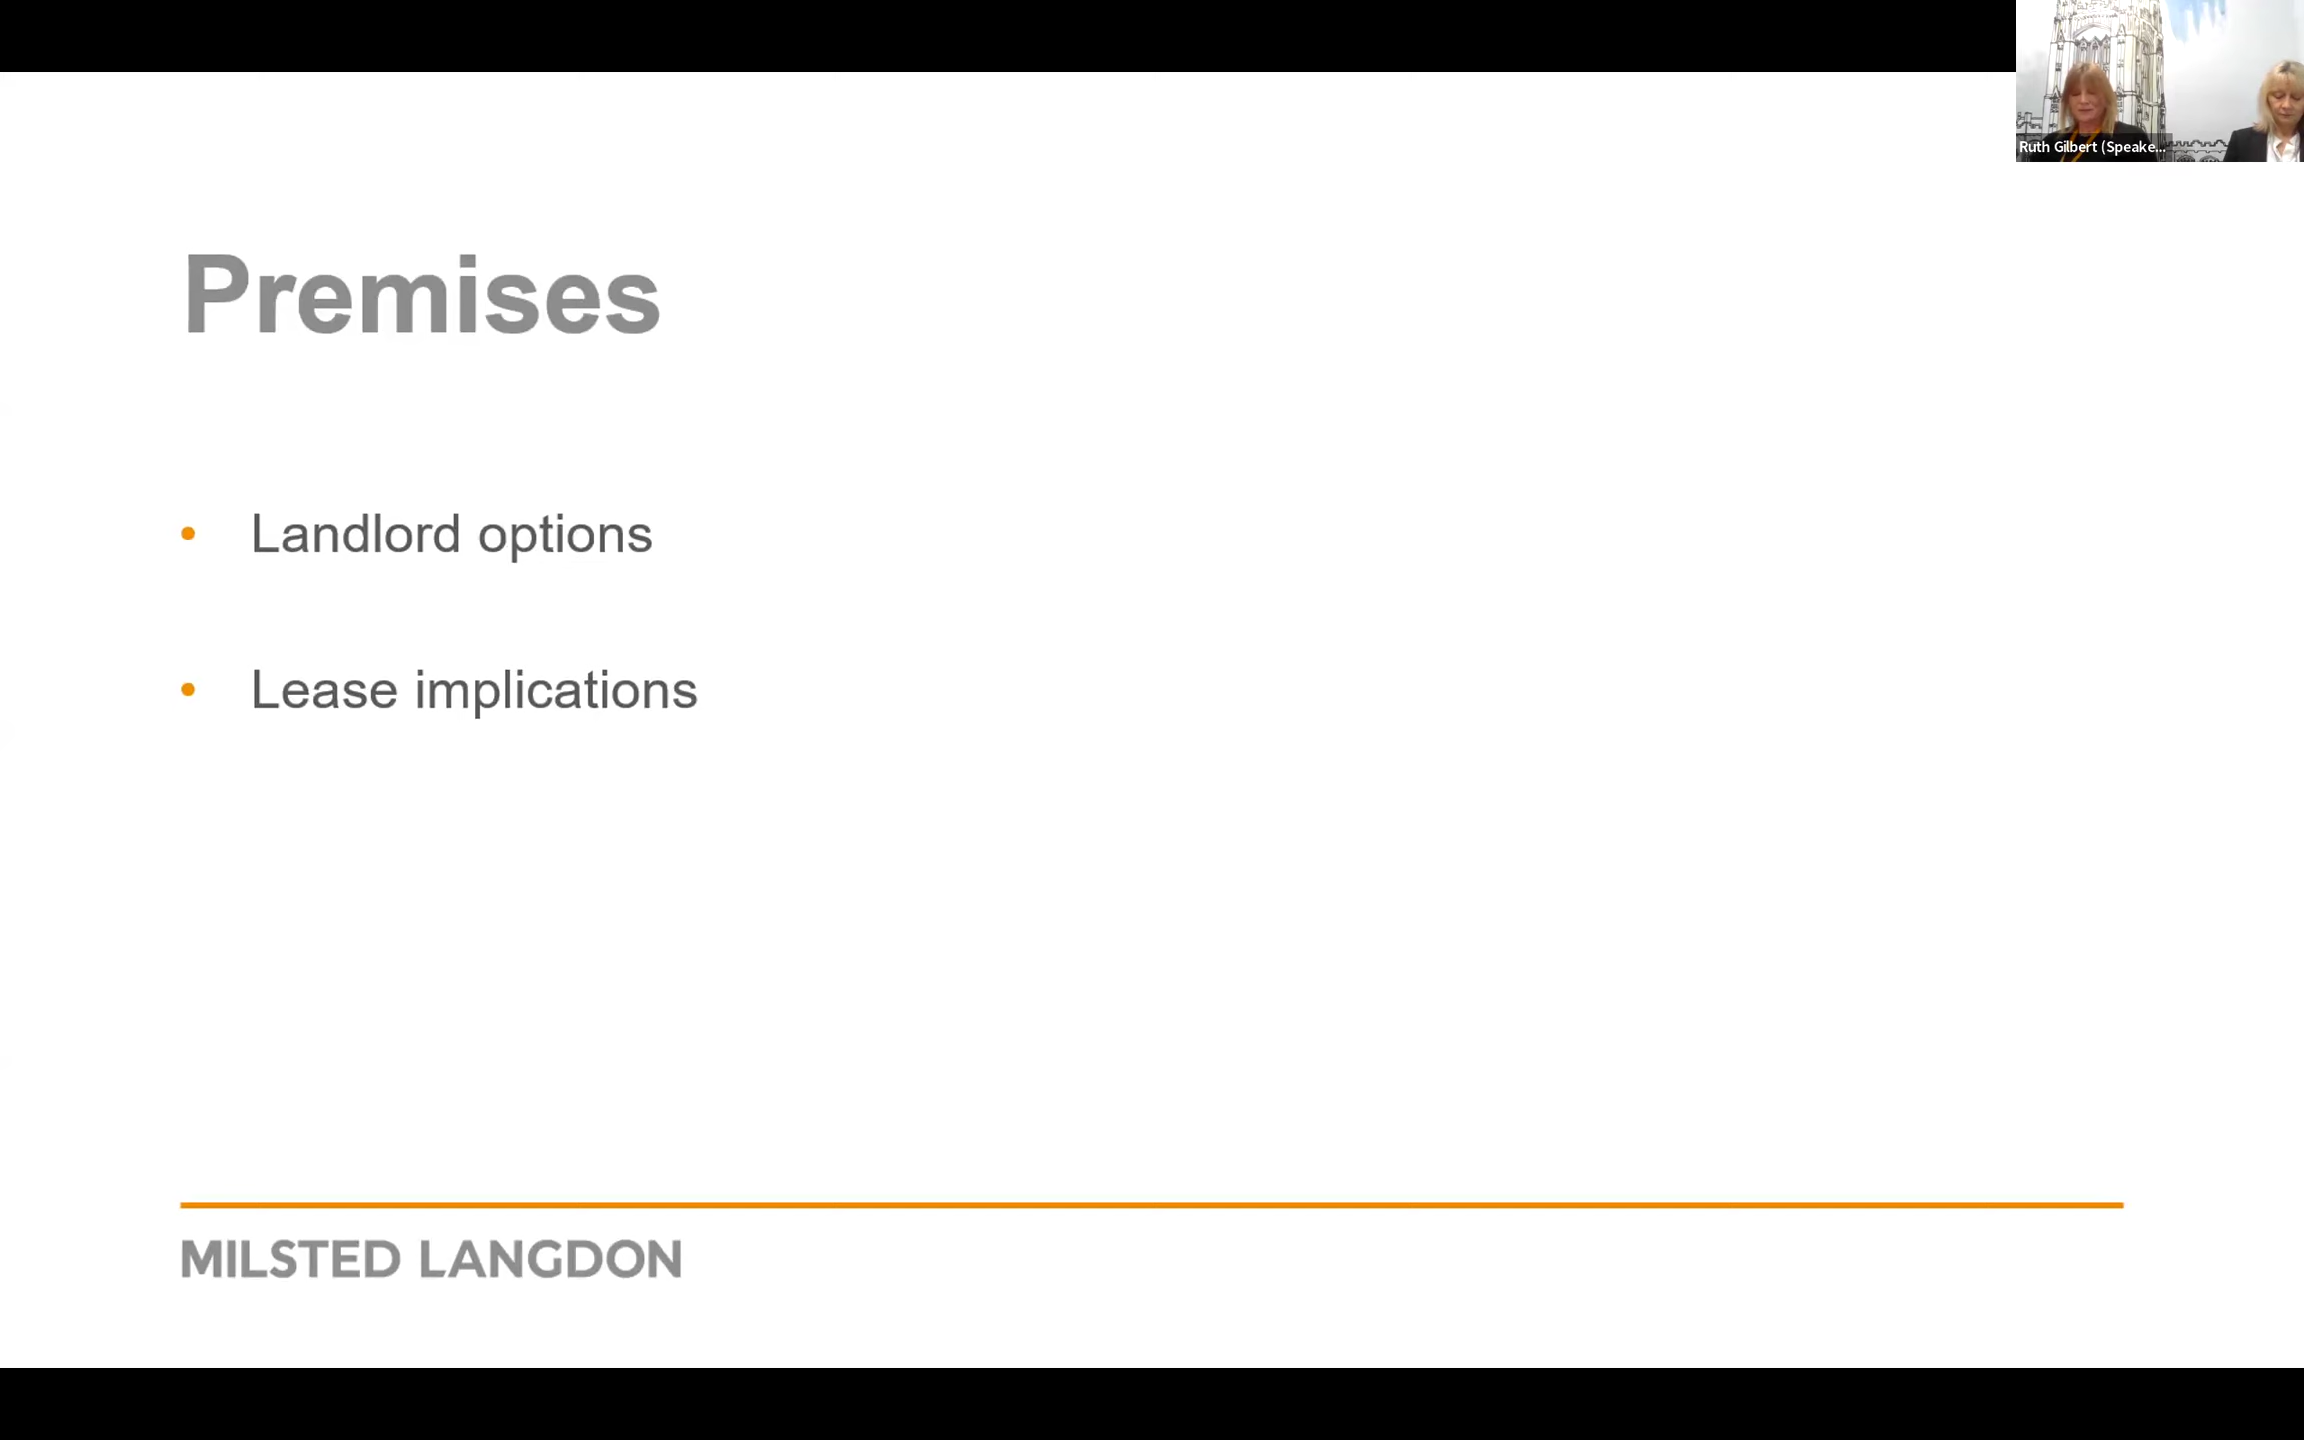 Ruth Gilbert (Speake...
Premises
• Landlord options
• Lease implications
MILSTED LANGDON